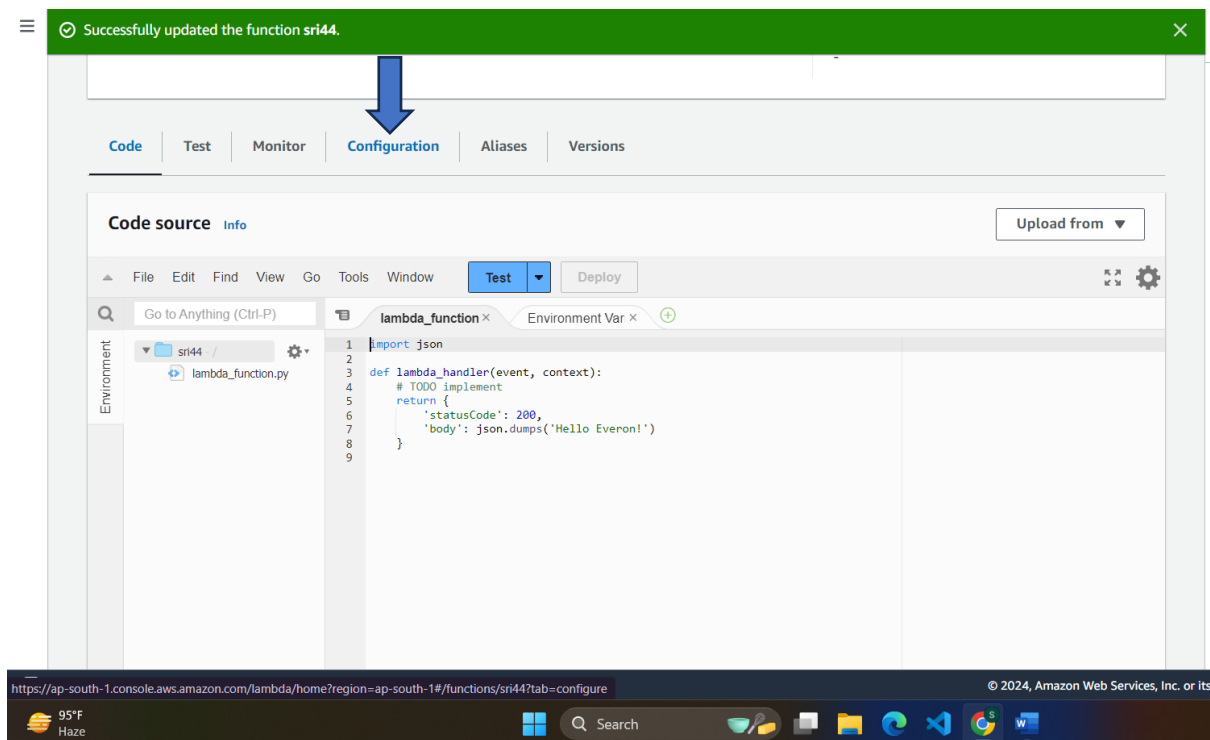 Successfully updated the function sri44.
-
Code Test Monitor Configuration Aliases Versions
Code source Info
Upload from
File Edit Find View Go Tools Window Test Deploy
Go to Anything (Ctrl-P)
lambda_function × Environment Var ×
Environment
sri44 - /
lambda_function.py
1 import json
2
3 def lambda_handler(event, context):
4 # TODO implement
5 return {
6 'statusCode': 200,
7 'body': json.dumps('Hello Everon!')
8 }
9
https://ap-south-1.console.aws.amazon.com/lambda/home?region=ap-south-1#/functions/sri44?tab=configure
© 2024, Amazon Web Services, Inc. or its
95°F
Haze
Search
S
W